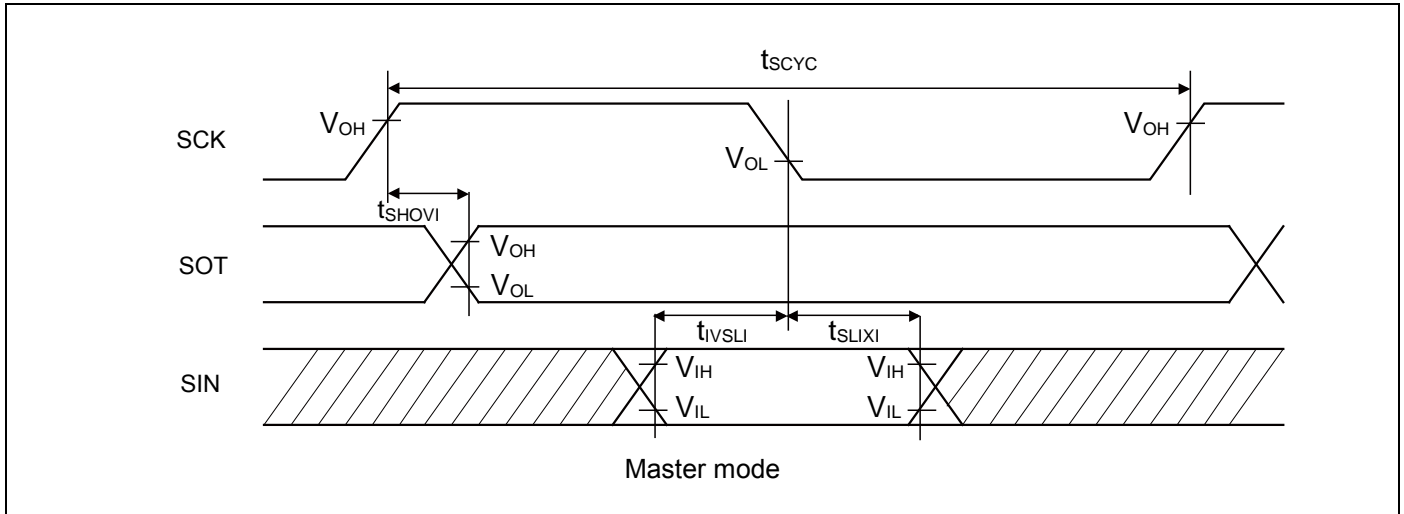 tSCYC
SCK
VOH
VOL
VOH
tSHOVI
SOT
VOH
VOL
tIVSLI
tSLIXI
SIN
VIH
VIL
VIH
VIL
Master mode